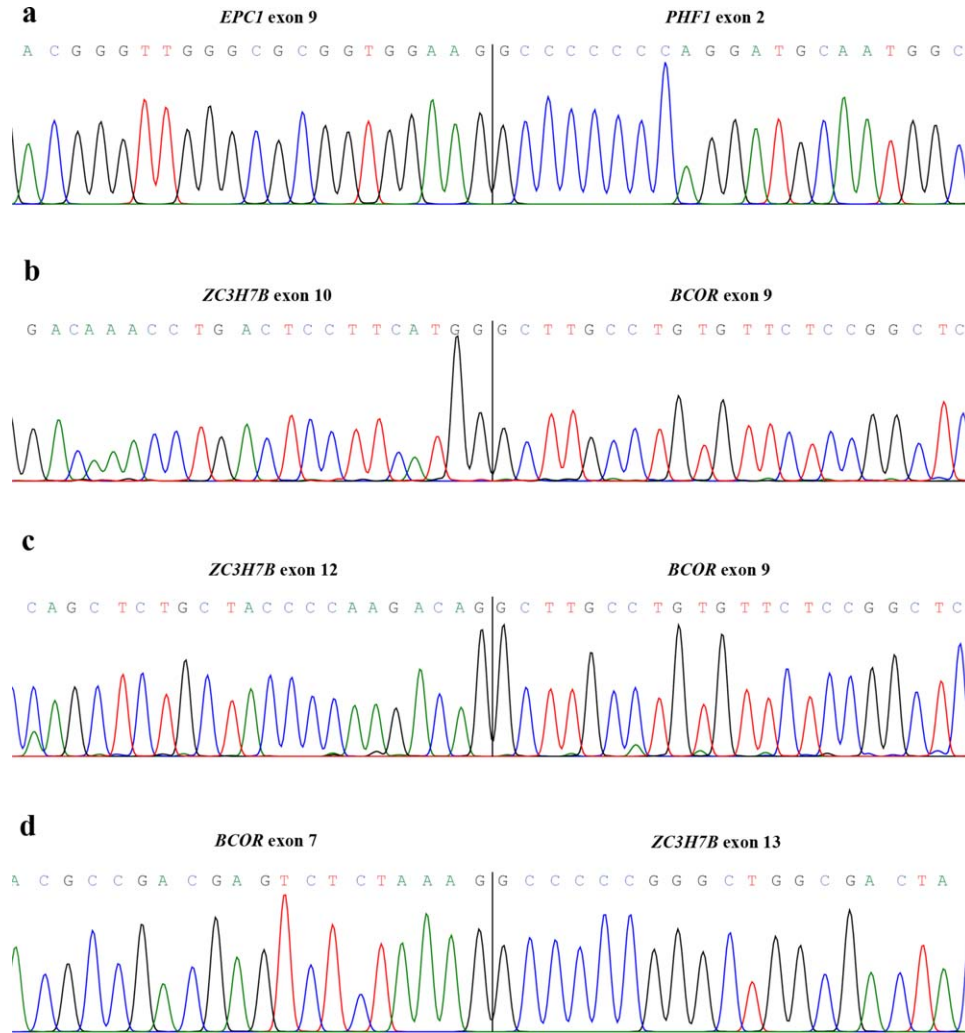 a
EPC1 exon 9 PHF1 exon 2
A C G G G T T G G G C G C G G T G G A A G G C C C C C C C A G G A T G C A A T G G C
b
ZC3H7B exon 10 BCOR exon 9
G A C A A A C C T G A C T C C T T C A T G G G C T T G C C T G T G T T C T C C G G C T C
c
ZC3H7B exon 12 BCOR exon 9
C A G C T C T G C T A C C C C A A G A C A G G C T T G C C T G T G T T C T C C G G C T C
d
BCOR exon 7 ZC3H7B exon 13
A C G C C G A C G A G T C T C T A A A G G C C C C C G G G C T G G C G A C T A